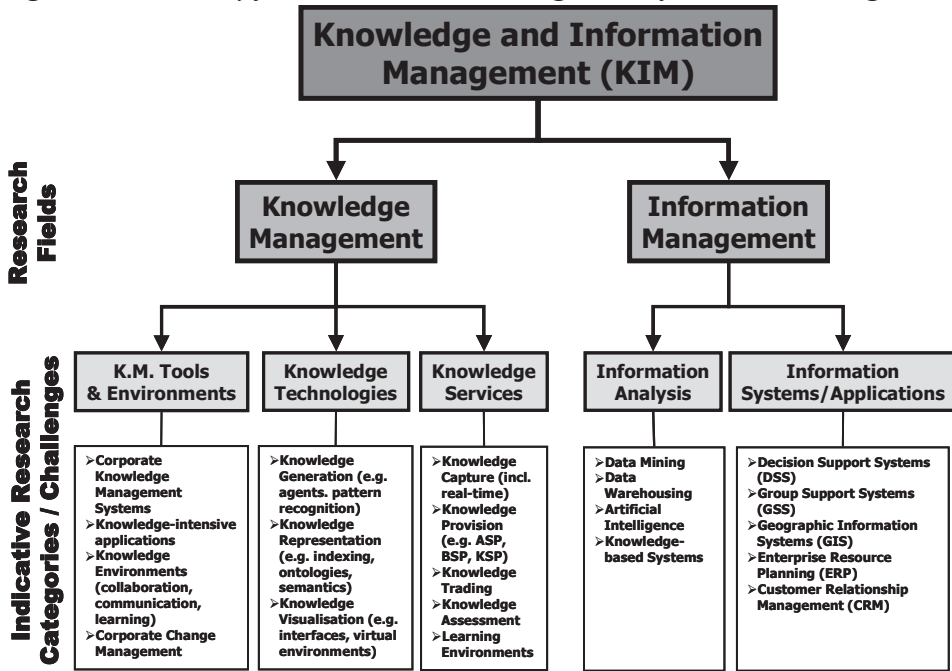 Knowledge and Information
Management (KIM)
Research
Fields
Knowledge
Management
Information
Management
Indicative Research
Categories / Challenges
K.M. Tools
& Environments
Knowledge
Technologies
Knowledge
Services
Information
Analysis
Information
Systems/Applications
➢Corporate
Knowledge
Management
Systems
➢Knowledge-intensive
applications
➢Knowledge
Environments
(collaboration,
communication,
learning)
➢Corporate Change
Management
➢Knowledge
Generation (e.g.
agents. pattern
recognition)
➢Knowledge
Representation
(e.g. indexing,
ontologies,
semantics)
➢Knowledge
Visualisation (e.g.
interfaces, virtual
environments)
➢Knowledge
Capture (incl.
real-time)
➢Knowledge
Provision
(e.g. ASP,
BSP, KSP)
➢Knowledge
Trading
➢Knowledge
Assessment
➢Learning
Environments
➢Data Mining
➢Data
Warehousing
➢Artificial
Intelligence
➢Knowledge-
based Systems
➢Decision Support Systems
(DSS)
➢Group Support Systems
(GSS)
➢Geographic Information
Systems (GIS)
➢Enterprise Resource
Planning (ERP)
➢Customer Relationship
Management (CRM)